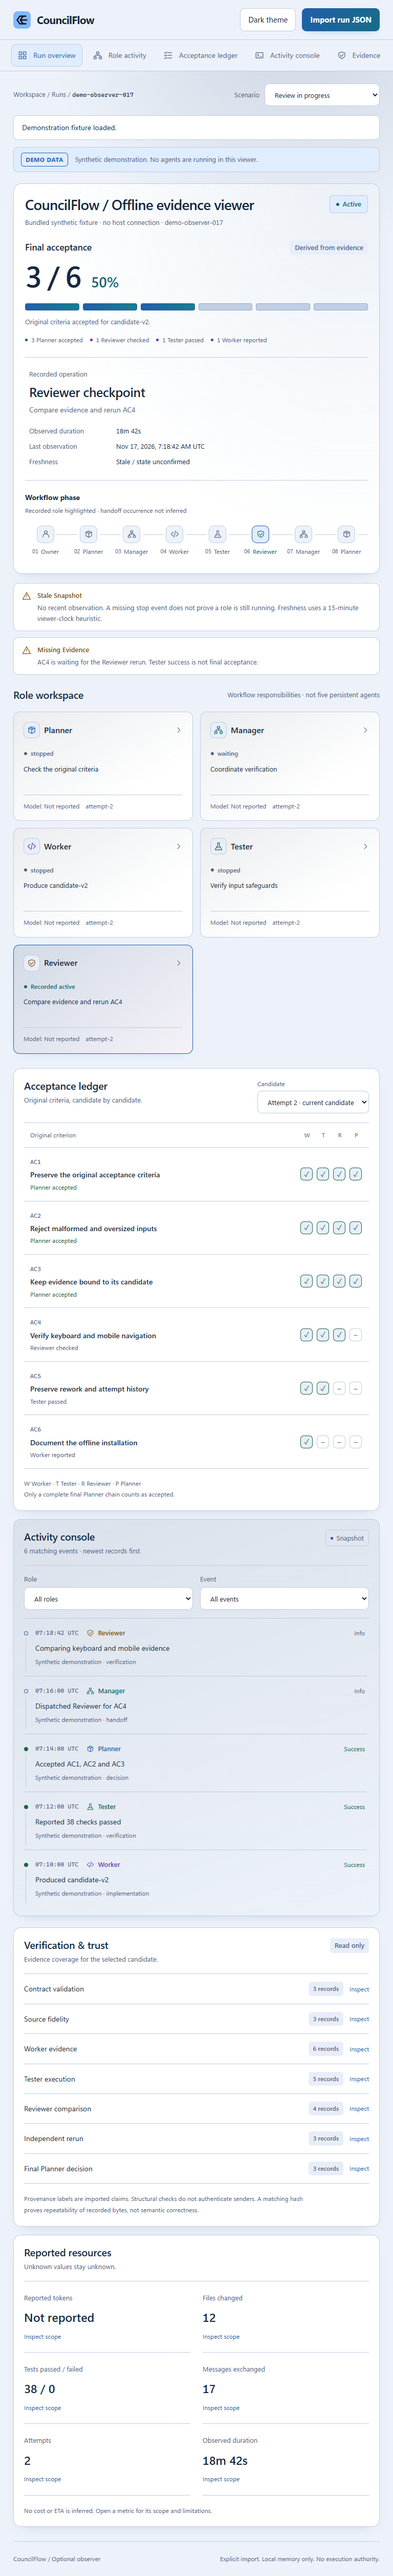 CouncilFlow
Dark theme
Import run JSON
Run overview
Role activity
Acceptance ledger
Activity console
Evidence
Workspace / Runs / demo-observer-017
Scenario
Review in progress
Demonstration fixture loaded.
DEMO DATA
Synthetic demonstration. No agents are running in this viewer.
CouncilFlow / Offline evidence viewer
Active
Bundled synthetic fixture · no host connection · demo-observer-017
Final acceptance
Derived from evidence
3 / 6 50%
Original criteria accepted for candidate-v2.
3 Planner accepted
1 Reviewer checked
1 Tester passed
1 Worker reported
Recorded operation
Reviewer checkpoint
Compare evidence and rerun AC4
Observed duration 18m 42s
Last observation Nov 17, 2026, 7:18:42 AM UTC
Freshness Stale / state unconfirmed
Workflow phase
Recorded role highlighted · handoff occurrence not inferred
01 Owner
02 Planner
03 Manager
04 Worker
05 Tester
06 Reviewer
07 Manager
08 Planner
Stale Snapshot
No recent observation. A missing stop event does not prove a role is still running. Freshness uses a 15-minute
viewer-clock heuristic.
Missing Evidence
AC4 is waiting for the Reviewer rerun. Tester success is not final acceptance.
Role workspace
Workflow responsibilities · not five persistent agents
Planner
stopped
Check the original criteria
Model: Not reported attempt-2
Manager
waiting
Coordinate verification
Model: Not reported attempt-2
Worker
stopped
Produce candidate-v2
Model: Not reported attempt-2
Tester
stopped
Verify input safeguards
Model: Not reported attempt-2
Reviewer
Recorded active
Compare evidence and rerun AC4
Model: Not reported attempt-2
Acceptance ledger
Original criteria, candidate by candidate.
Candidate
Attempt 2 · current candidate
Original criterion W T R P
AC1
Preserve the original acceptance criteria
Planner accepted
✓ ✓ ✓ ✓
AC2
Reject malformed and oversized inputs
Planner accepted
✓ ✓ ✓ ✓
AC3
Keep evidence bound to its candidate
Planner accepted
✓ ✓ ✓ ✓
AC4
Verify keyboard and mobile navigation
Reviewer checked
✓ ✓ ✓ –
AC5
Preserve rework and attempt history
Tester passed
✓ ✓ – –
AC6
Document the offline installation
Worker reported
✓ – – –
W Worker · T Tester · R Reviewer · P Planner
Only a complete final Planner chain counts as accepted.
Activity console
Snapshot
6 matching events · newest records first
Role
All roles
Event
All events
07:18:42 UTC Reviewer Info
Comparing keyboard and mobile evidence
Synthetic demonstration · verification
07:16:00 UTC Manager Info
Dispatched Reviewer for AC4
Synthetic demonstration · handoff
07:14:00 UTC Planner Success
Accepted AC1, AC2 and AC3
Synthetic demonstration · decision
07:12:00 UTC Tester Success
Reported 38 checks passed
Synthetic demonstration · verification
07:10:00 UTC Worker Success
Produced candidate-v2
Synthetic demonstration · implementation
Verification & trust
Read only
Evidence coverage for the selected candidate.
Contract validation 3 records Inspect
Source fidelity 3 records Inspect
Worker evidence 6 records Inspect
Tester execution 5 records Inspect
Reviewer comparison 4 records Inspect
Independent rerun 3 records Inspect
Final Planner decision 3 records Inspect
Provenance labels are imported claims. Structural checks do not authenticate senders. A matching hash
proves repeatability of recorded bytes, not semantic correctness.
Reported resources
Unknown values stay unknown.
Reported tokens
Not reported
Inspect scope
Files changed
12
Inspect scope
Tests passed / failed
38 / 0
Inspect scope
Messages exchanged
17
Inspect scope
Attempts
2
Inspect scope
Observed duration
18m 42s
Inspect scope
No cost or ETA is inferred. Open a metric for its scope and limitations.
CouncilFlow / Optional observer
Explicit import. Local memory only. No execution authority.